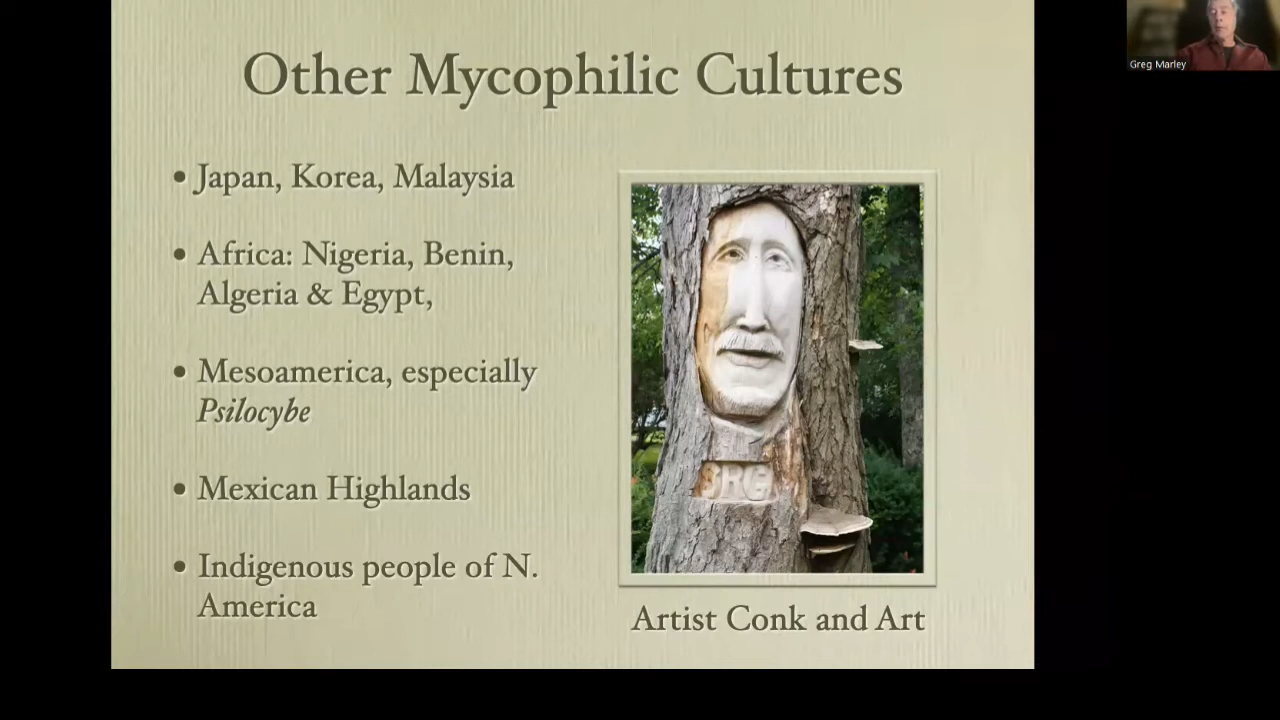 Other Mycophilic Cultures
• Japan, Korea, Malaysia
• Africa: Nigeria, Benin,
Algeria & Egypt,
• Mesoamerica, especially
Psilocybe
• Mexican Highlands
• Indigenous people of N.
America
BRG
Artist Conk and Art
Greg Marley